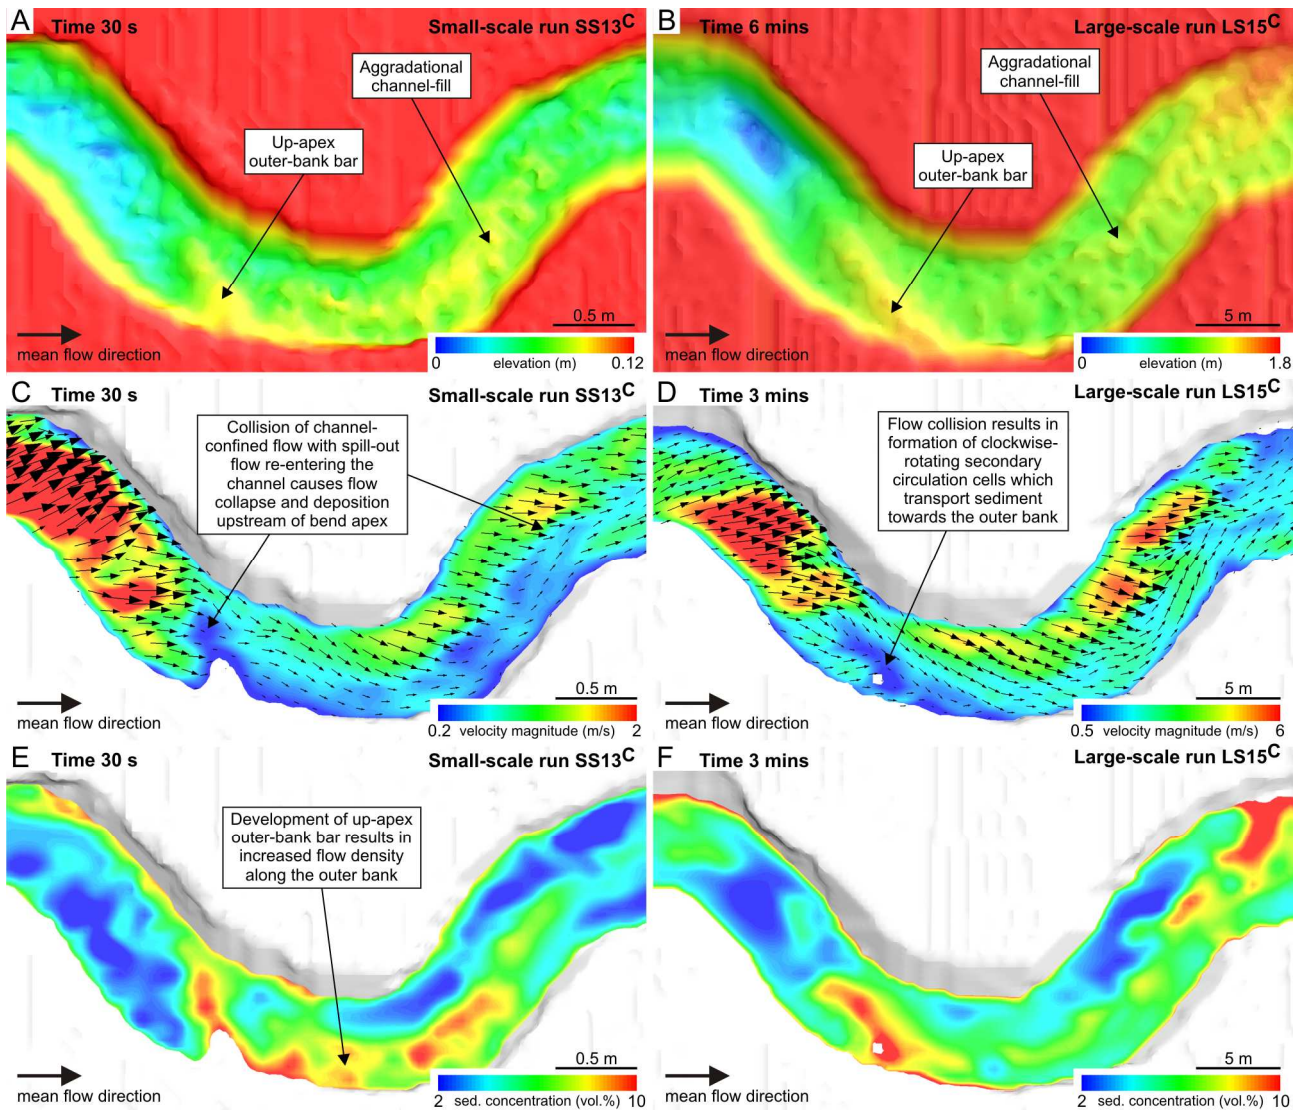 A
Time 30 s
Small-scale run SS13C
Aggradational
channel-fill
Up-apex
outer-bank bar
0.5 m
mean flow direction
0
elevation (m)
0.12
B
Time 6 mins
Large-scale run LS15C
Aggradational
channel-fill
Up-apex
outer-bank bar
5 m
mean flow direction
0
elevation (m)
1.8
C
Time 30 s
Small-scale run SS13C
Collision of channel-
confined flow with spill-out
flow re-entering the
channel causes flow
collapse and deposition
upstream of bend apex
0.5 m
mean flow direction
0.2
velocity magnitude (m/s)
2
D
Time 3 mins
Large-scale run LS15C
Flow collision results in
formation of clockwise-
rotating secondary
circulation cells which
transport sediment
towards the outer bank
5 m
mean flow direction
0.5
velocity magnitude (m/s)
6
E
Time 30 s
Small-scale run SS13C
Development of up-apex
outer-bank bar results in
increased flow density
along the outer bank
0.5 m
mean flow direction
2
sed. concentration (vol.%)
10
F
Time 3 mins
Large-scale run LS15C
5 m
mean flow direction
2
sed. concentration (vol.%)
10